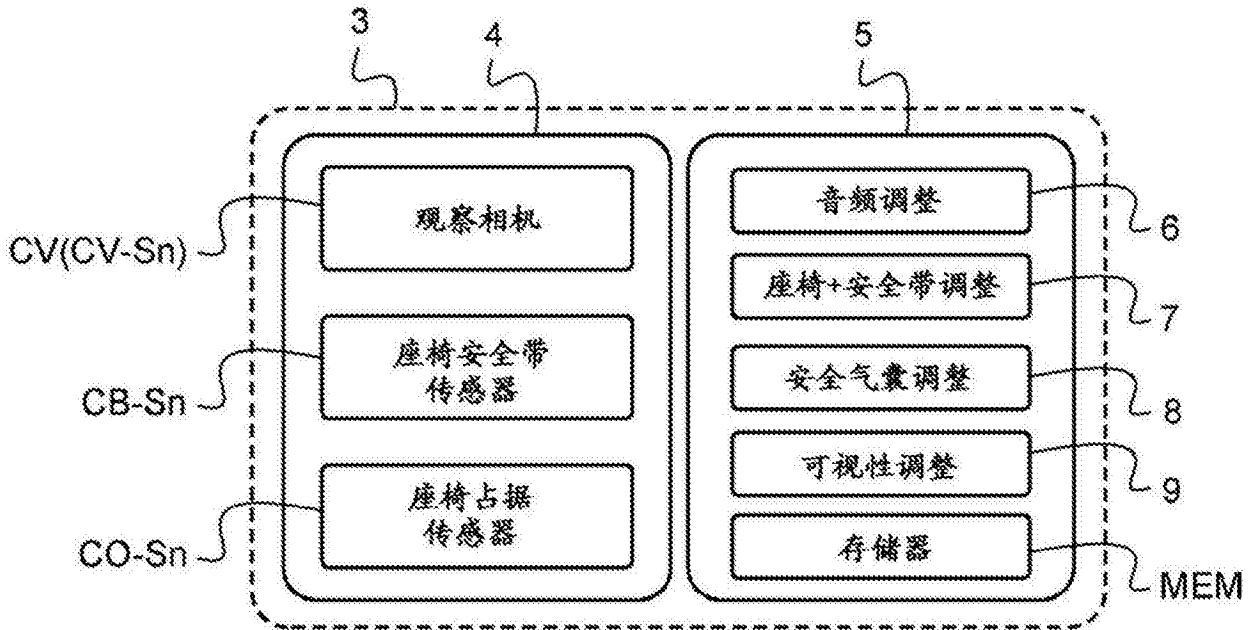 3
4
5
观察相机
CV(CV-Sn)
座椅安全带
传感器
CB-Sn
座椅占据
传感器
CO-Sn
音频调整
6
座椅+安全带调整
7
安全气囊调整
8
可视性调整
9
存储器
MEM